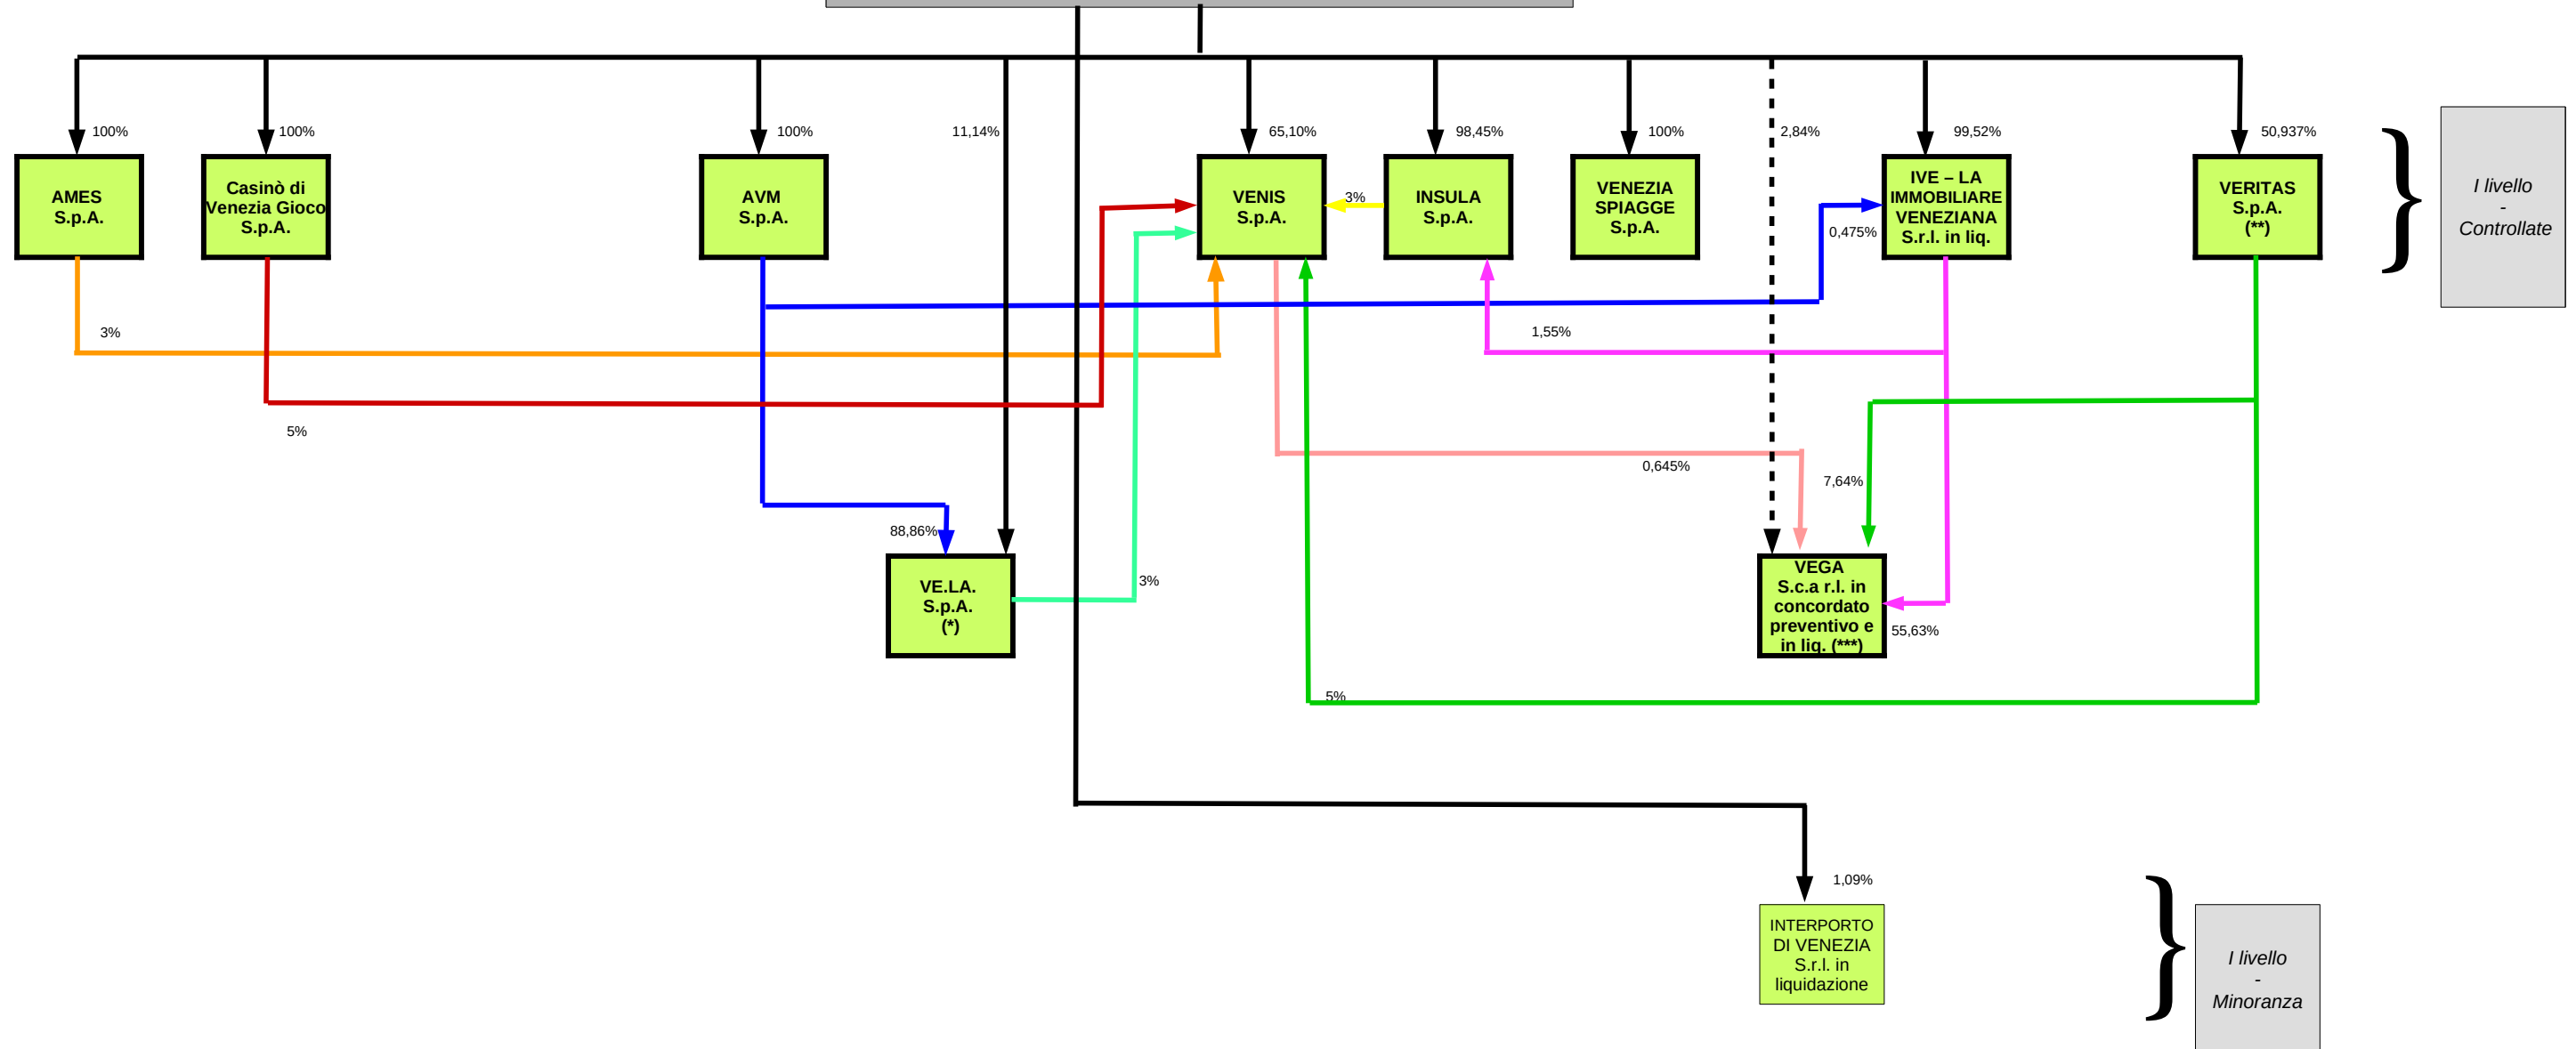 100%
100%
100%
11,14%
65,10%
98,45%
100%
2,84%
99,52%
50,937%
AMES
S.p.A.
Casinò di
Venezia Gioco
S.p.A.
AVM
S.p.A.
VENIS
S.p.A.
3%
INSULA
S.p.A.
VENEZIA
SPIAGGE
S.p.A.
0,475%
IVE – LA
IMMOBILIARE
VENEZIANA
S.r.l. in liq.
VERITAS
S.p.A.
(**)
I livello
-
Controllate
3%
1,55%
5%
0,645%
7,64%
88,86%
VE.LA.
S.p.A.
(*)
3%
VEGA
S.c.a r.l. in
concordato
preventivo e
in liq. (***)
55,63%
5%
1,09%
INTERPORTO
DI VENEZIA
S.r.l. in
liquidazione
I livello
-
Minoranza